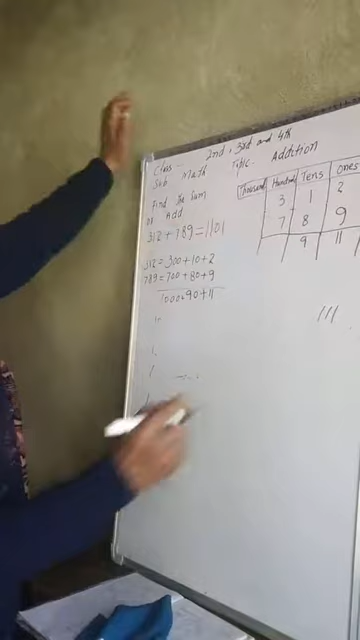 Class - 2nd, 3rd and 4th
Sub Math Topic. Addition
Find the Sum
or Add
312 + 789 = 1101
312 = 300 + 10 + 2
789 = 700 + 80 + 9
1000 + 90 + 11
Thousand Hundred Tens Ones
3 1 2
7 8 9
9 11